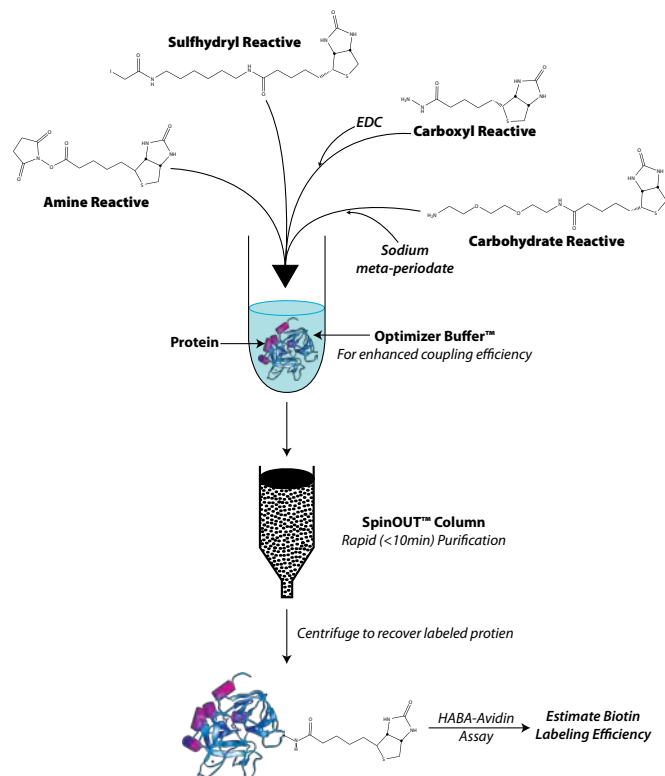 Sulfhydryl Reactive
EDC
Carboxyl Reactive
Amine Reactive
Carbohydrate Reactive
Sodium
meta-periodate
Protein
Optimizer Buffer™
For enhanced coupling efficiency
SpinOUT™ Column
Rapid (<10min) Purification
Centrifuge to recover labeled protien
HABA-Avidin
Assay
Estimate Biotin
Labeling Efficiency